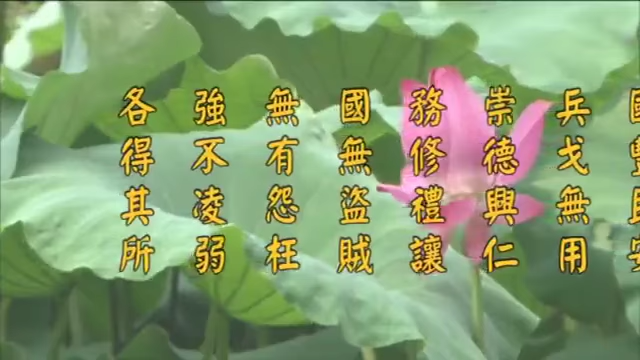 兵戈無用
崇德興仁
務修禮讓
國無盜賊
無有怨枉
強不凌弱
各得其所